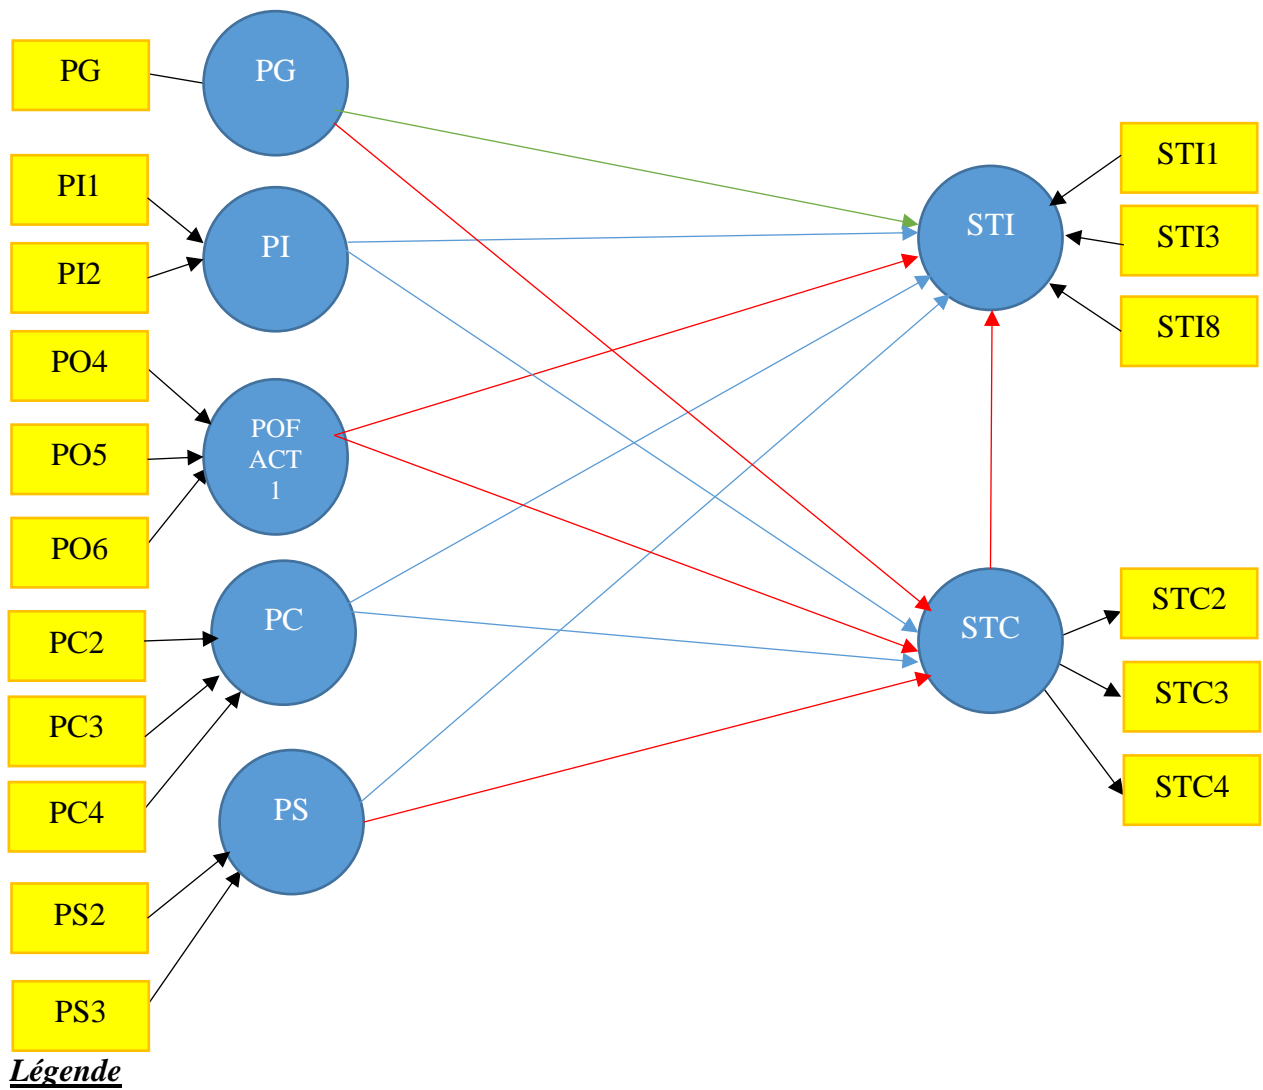 PG
PI1
PI2
PO4
PO5
PO6
PC2
PC3
PC4
PS2
PS3
PG
PI
POF
ACT
1
PC
PS
STI
STC
STI1
STI3
STI8
STC2
STC3
STC4
Légende